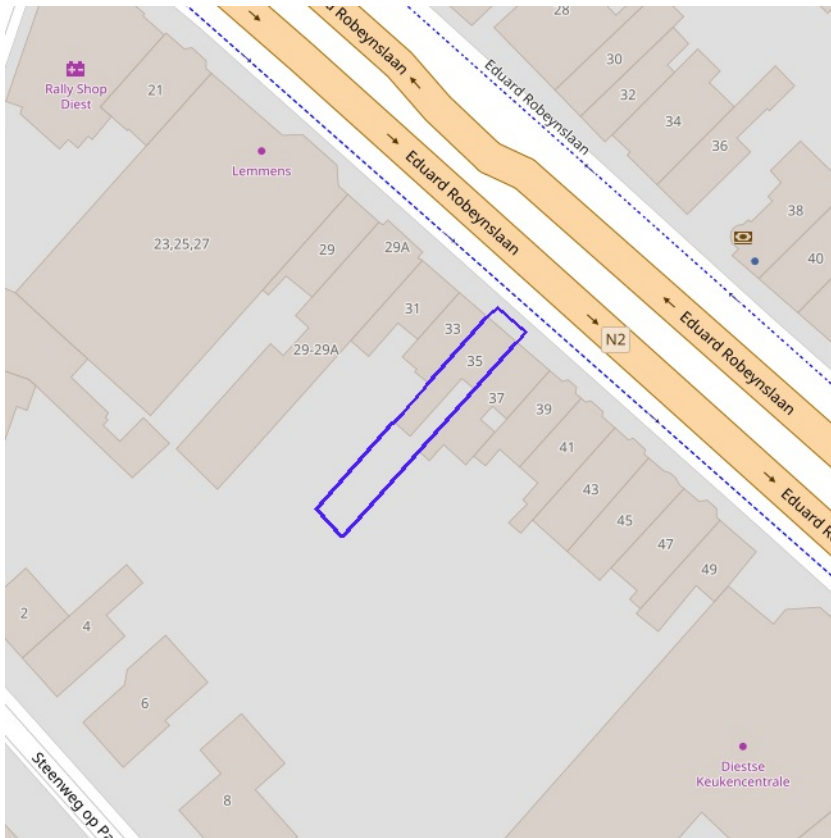 28
Eduard Robeynslaan
Robeynslaan
30
Rally Shop
Diest
21
32
34
36
Lemmens
Eduard Robeynslaan
38
23,25,27
29
29A
40
31
33
N2
Eduard Robeynslaan
29-29A
35
37
39
41
43
45
47
49
Eduard
2
4
6
8
Steenweg op
Diestse
Keukencentrale